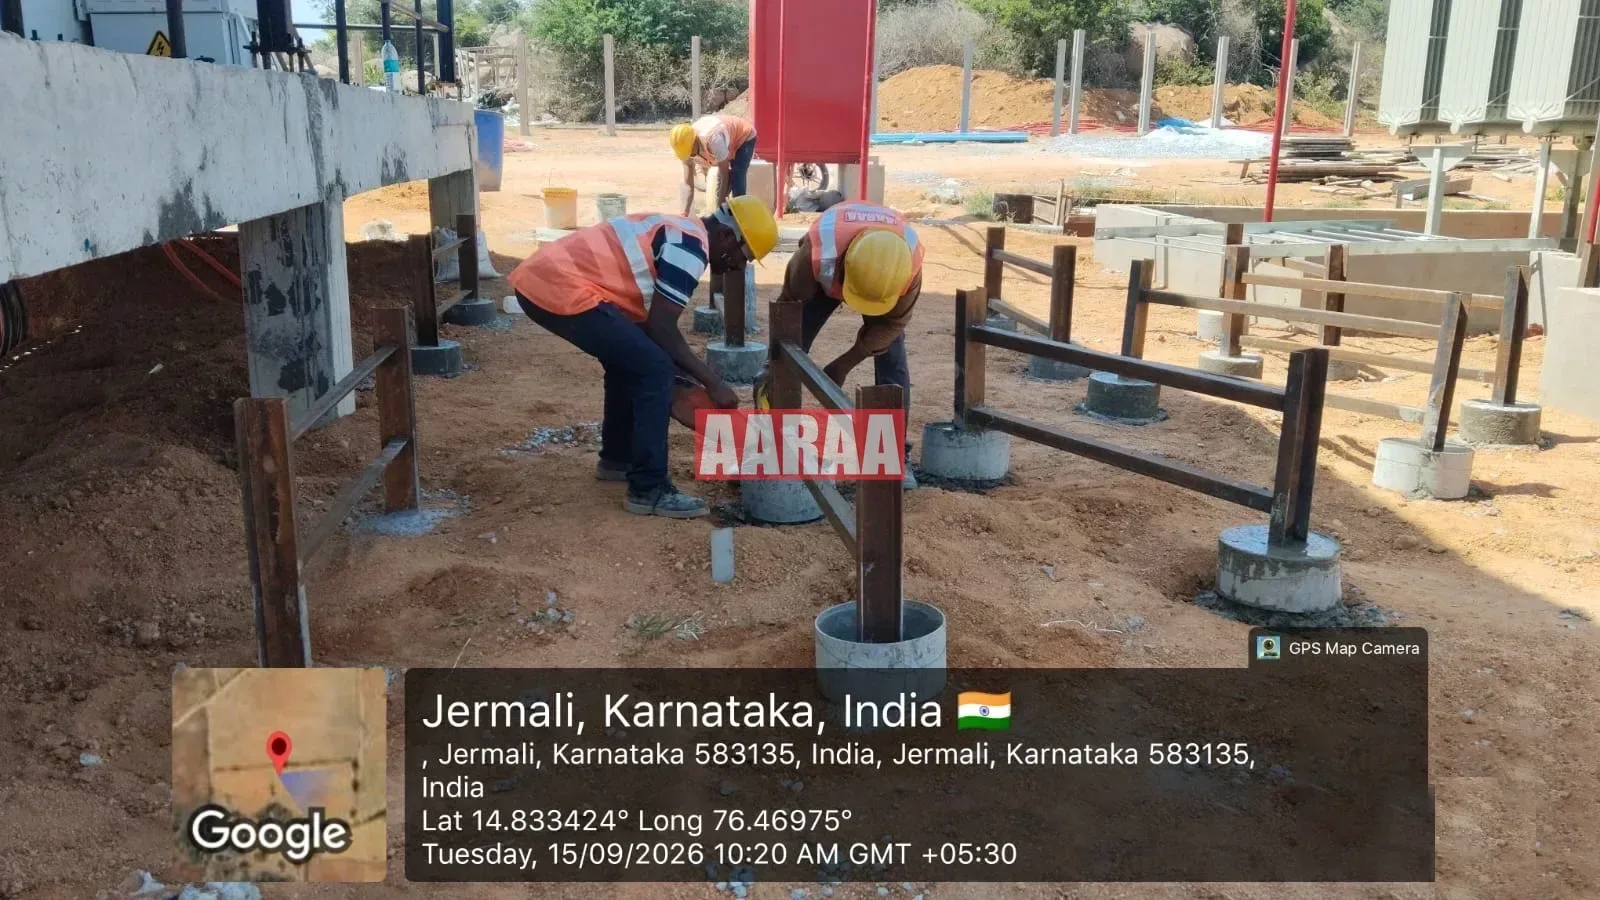 AARAA
GPS Map Camera
Jermali, Karnataka, India
, Jermali, Karnataka 583135, India, Jermali, Karnataka 583135,
India
Lat 14.833424° Long 76.46975°
Tuesday, 15/09/2026 10:20 AM GMT +05:30
Google